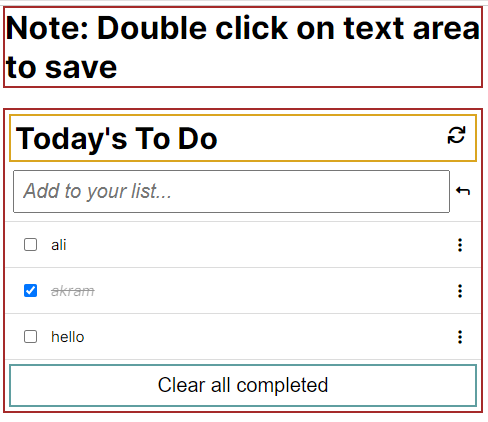 Note: Double click on text area
to save
Today's To Do
Add to your list...
ali
akram
hello
Clear all completed